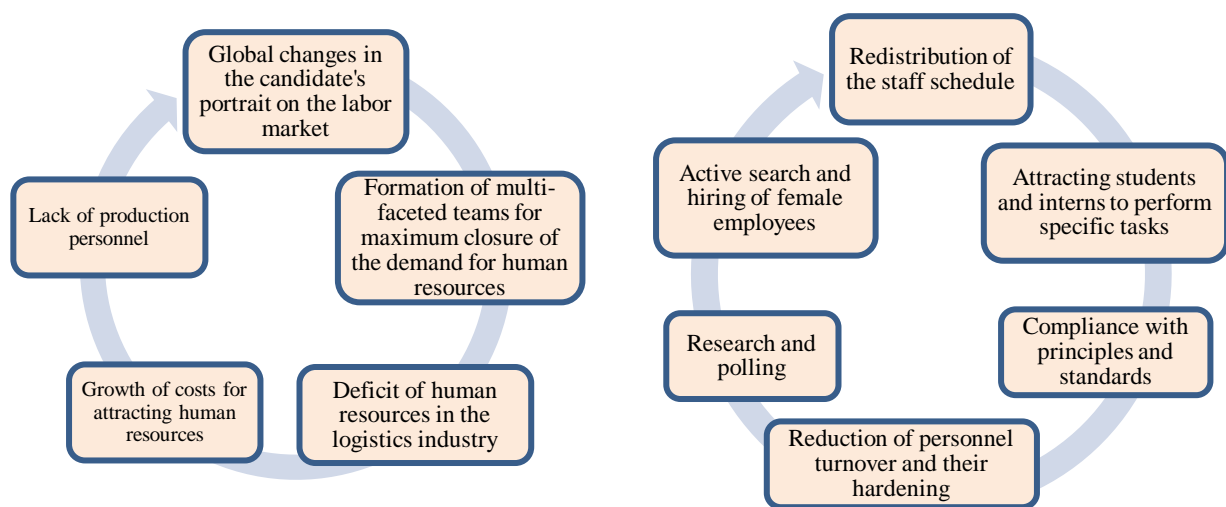 Global changes in
the candidate's
portrait on the labor
market
Formation of multi-
faceted teams for
maximum closure of
the demand for human
resources
Deficit of human
resources in the
logistics industry
Growth of costs for
attracting human
resources
Lack of production
personnel
Redistribution of
the staff schedule
Attracting students
and interns to perform
specific tasks
Compliance with
principles and
standards
Reduction of personnel
turnover and their
hardening
Research and
polling
Active search and
hiring of female
employees